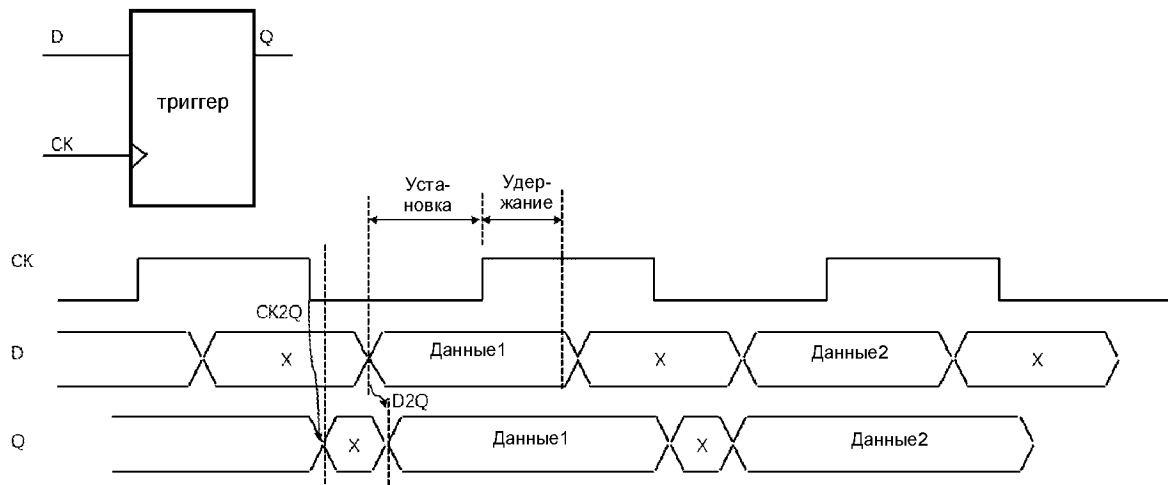 D
Q
триггер
CK
Уста-
новка
Удер-
жание
CK
CK2Q
D
X
Данные1
X
Данные2
X
D2Q
Q
X
Данные1
X
Данные2